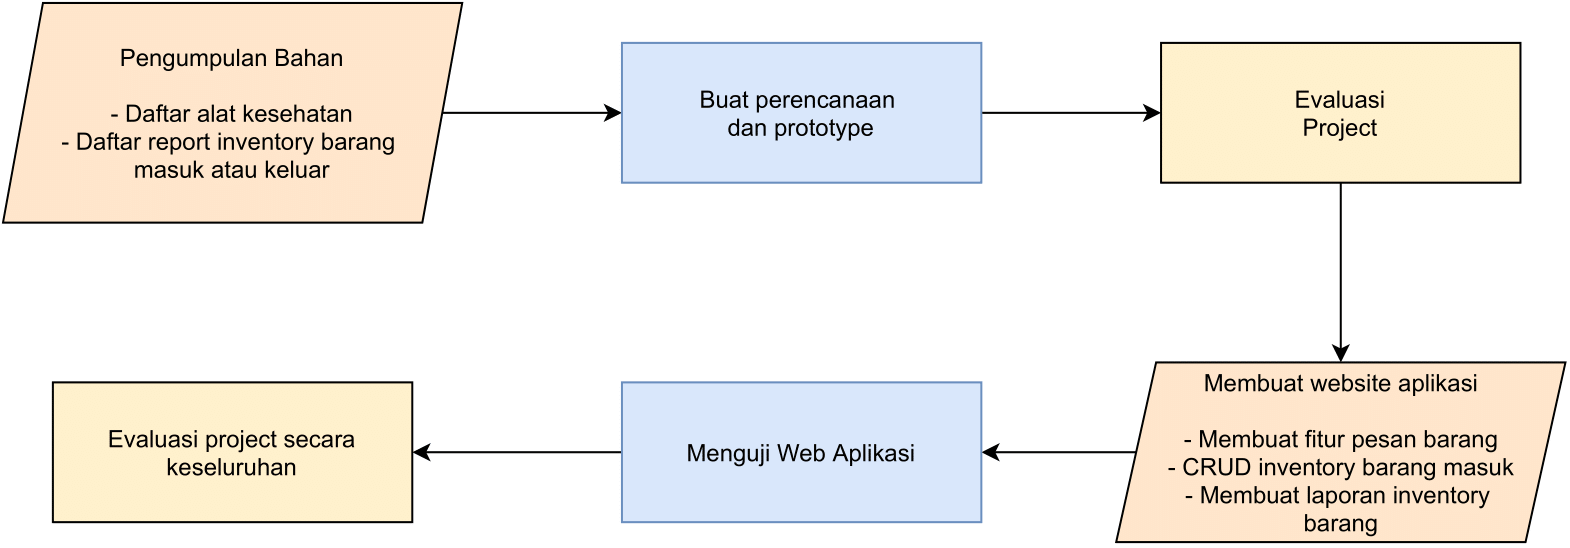 Pengumpulan Bahan
- Daftar alat kesehatan
- Daftar report inventory barang
masuk atau keluar
Buat perencanaan
dan prototype
Evaluasi
Project
Membuat website aplikasi
- Membuat fitur pesan barang
- CRUD inventory barang masuk
- Membuat laporan inventory
barang
Menguji Web Aplikasi
Evaluasi project secara
keseluruhan